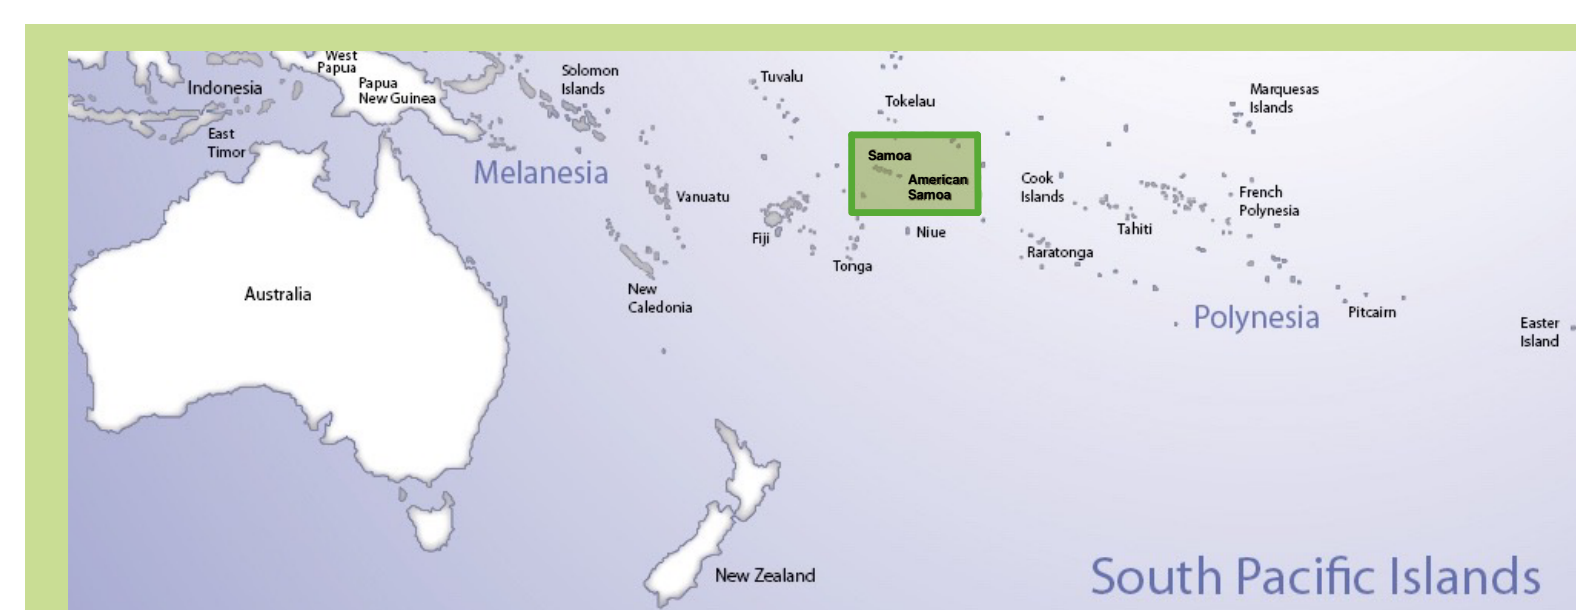 West
Papua
Papua
New Guinea
Indonesia
East
Timor
Solomon
Islands
Tuvalu
Tokelau
Marquesas
Islands
Melanesia
Samoa
American
Samoa
Vanuatu
Cook
Islands
French
Polynesia
Tahiti
Fiji
Niue
Tonga
Raratonga
Australia
New
Caledonia
Polynesia
Pitcairn
Easter
Island
New Zealand
South Pacific Islands